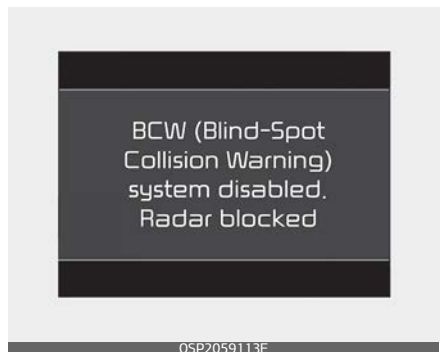 BCW (Blind-Spot
Collision Warning)
system disabled.
Radar blocked
OSP2059113E